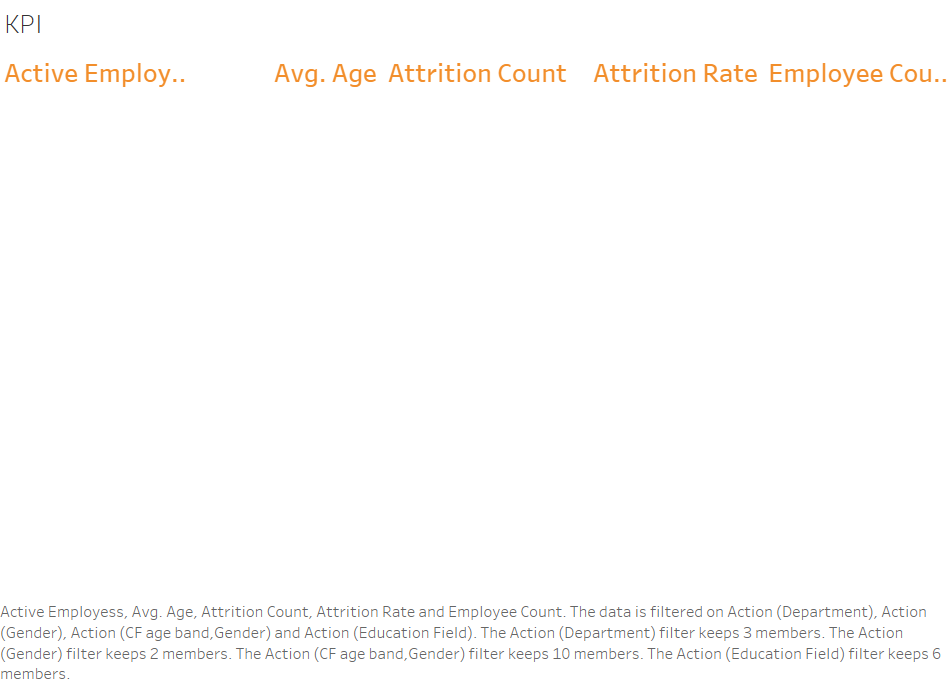 KPI
Active Employ.. Avg. Age Attrition Count Attrition Rate Employee Cou..
Active Employess, Avg. Age, Attrition Count, Attrition Rate and Employee Count. The data is filtered on Action (Department), Action
(Gender), Action (CF age band,Gender) and Action (Education Field). The Action (Department) filter keeps 3 members. The Action
(Gender) filter keeps 2 members. The Action (CF age band,Gender) filter keeps 10 members. The Action (Education Field) filter keeps 6
members.